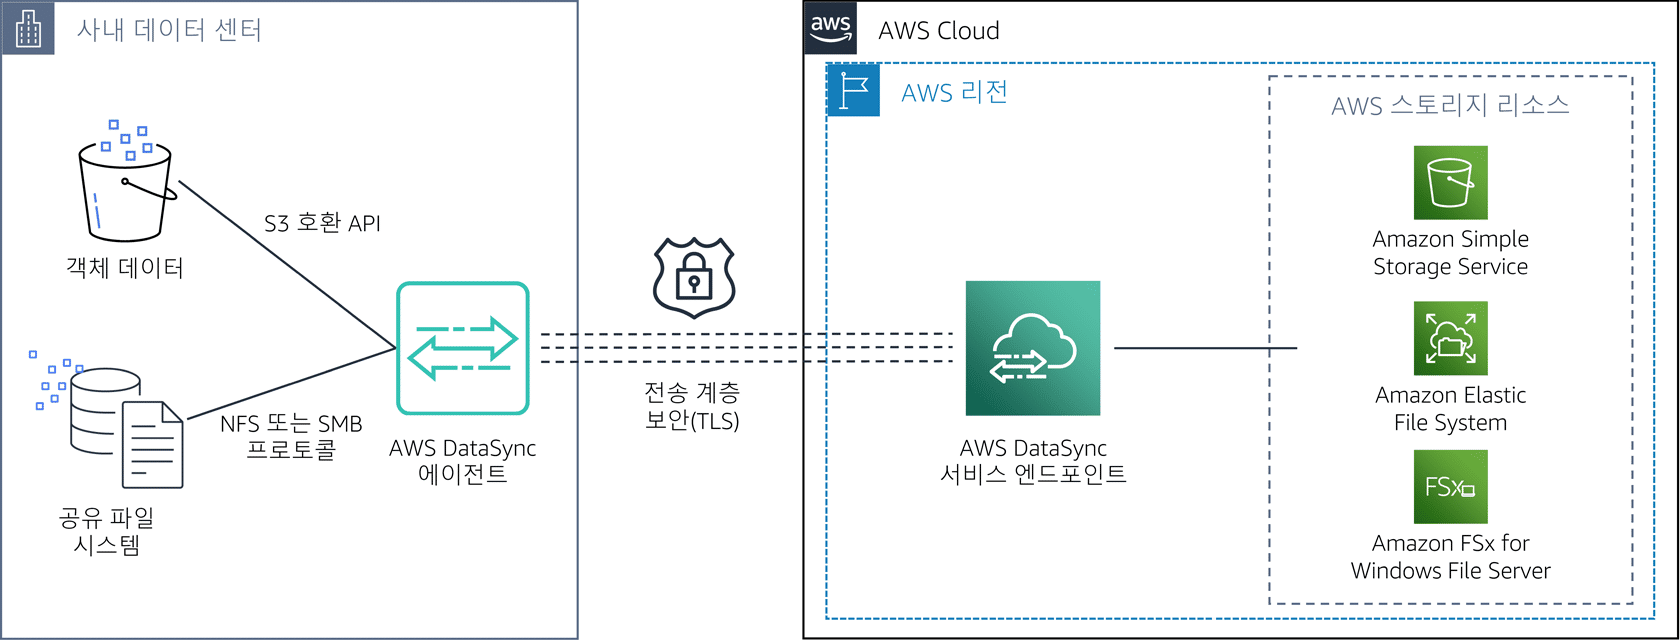 사내 데이터 센터
객체 데이터
S3 호환 API
공유 파일
시스템
NFS 또는 SMB
프로토콜
AWS DataSync
에이전트
전송 계층
보안(TLS)
aws
AWS Cloud
AWS 리전
AWS DataSync
서비스 엔드포인트
AWS 스토리지 리소스
Amazon Simple
Storage Service
Amazon Elastic
File System
FSx
Amazon FSx for
Windows File Server